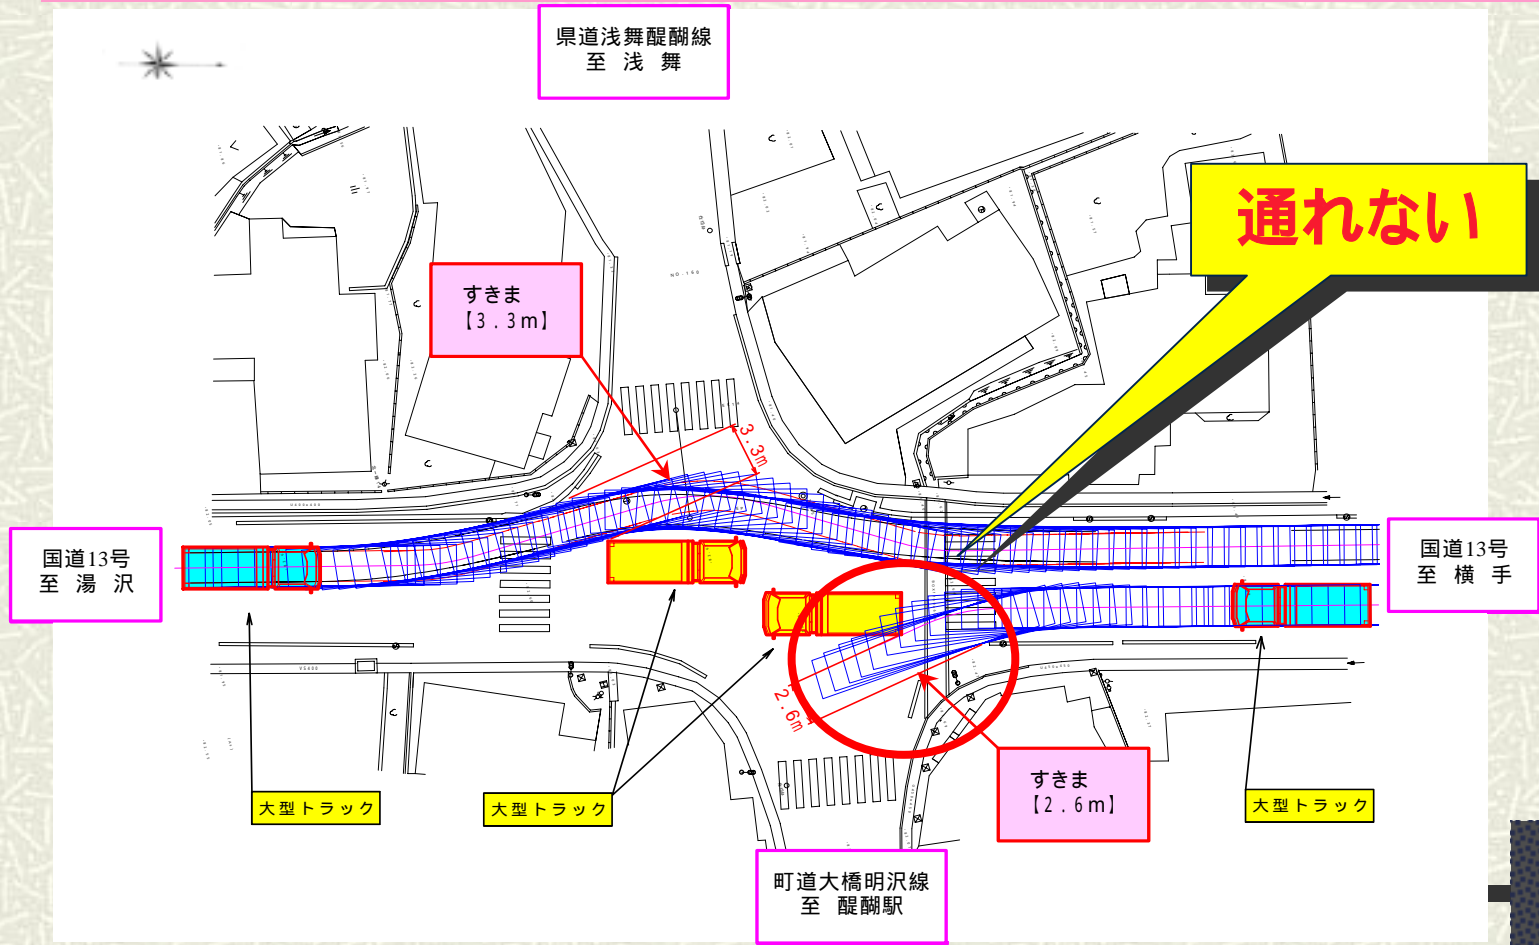 県道浅舞醍醐線
至 浅 舞
通れない
すきま
【3.3m】
NO-190
3.3m
国道13号
至 湯 沢
国道13号
至 横 手
2.6m
すきま
【2.6m】
大型トラック
大型トラック
大型トラック
町道大橋明沢線
至 醍醐駅